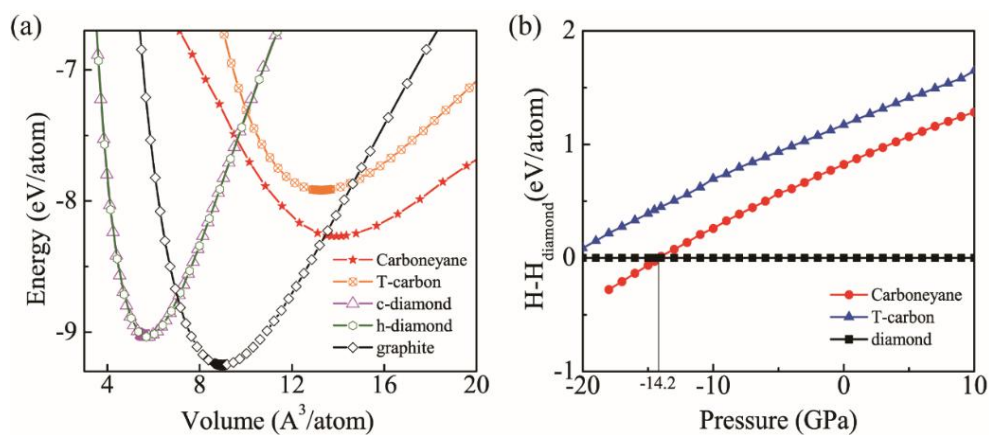 (a)
-7
-8
-9
Energy (eV/atom)
Carboneyane
T-carbon
c-diamond
h-diamond
graphite
4 8 12 16 20
Volume (A³/atom)
(b)
2
1
0
-1
H-Hdiamond(eV/atom)
Carboneyane
T-carbon
diamond
-20 -14.2 -10 0 10
Pressure (GPa)